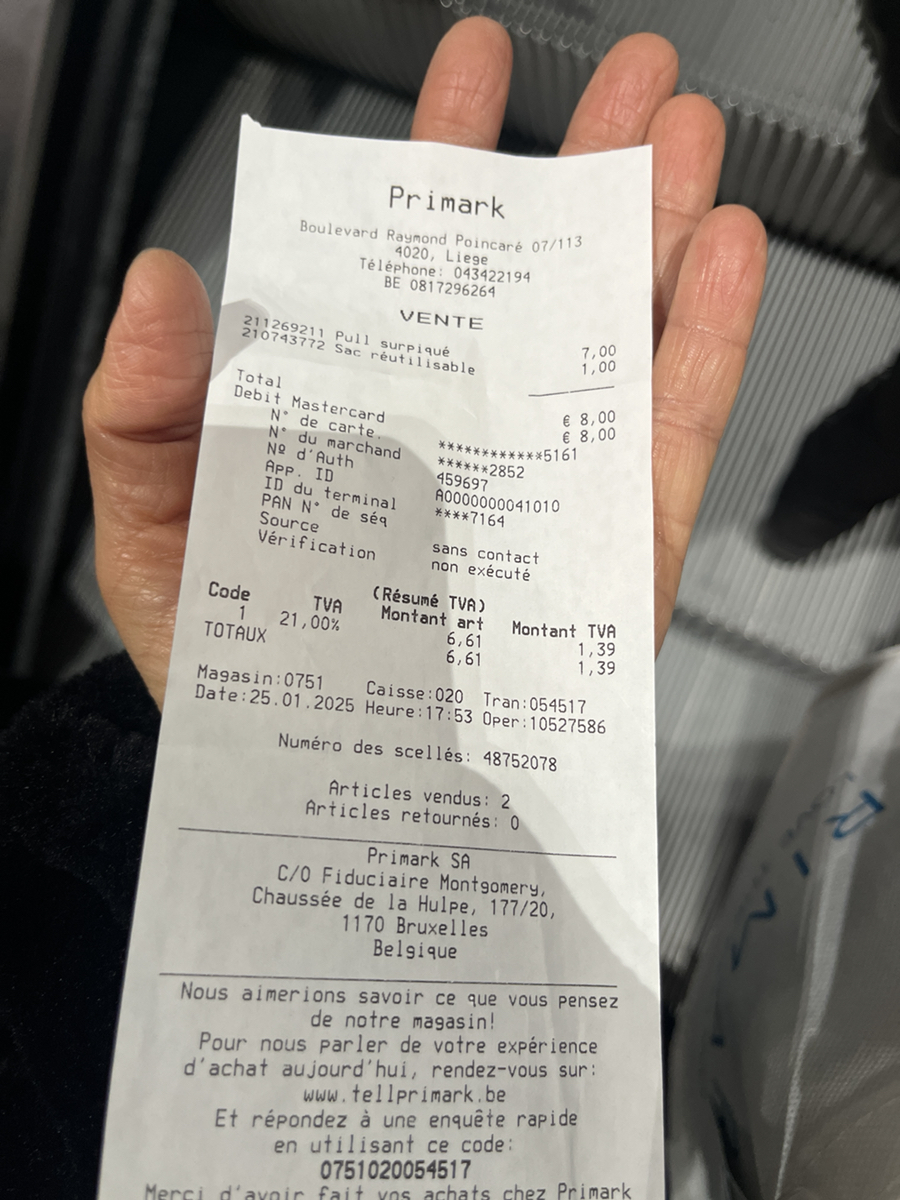 Primark
Boulevard Raymond Poincaré 07/113
4020, Liege
Téléphone: 043422194
BE 0817296264
VENTE
211269211 Pull surpiqué 7,00
210743772 Sac réutilisable 1,00
Total € 8,00
Debit Mastercard € 8,00
N° de carte. ************5161
N° du marchand ******2852
Nº d'Auth 459697
App. ID A0000000041010
ID du terminal ****7164
PAN N° de séq
Source sans contact
Vérification non exécuté
(Résumé TVA)
Code TVA Montant art Montant TVA
1 21,00% 6,61 1,39
TOTAUX 6,61 1,39
Magasin:0751 Caisse:020 Tran:054517
Date:25.01.2025 Heure:17:53 Oper:10527586
Numéro des scellés: 48752078
Articles vendus: 2
Articles retournés: 0
Primark SA
C/O Fiduciaire Montgomery,
Chaussée de la Hulpe, 177/20,
1170 Bruxelles
Belgique
Nous aimerions savoir ce que vous pensez
de notre magasin!
Pour nous parler de votre expérience
d'achat aujourd'hui, rendez-vous sur:
www.tellprimark.be
Et répondez à une enquête rapide
en utilisant ce code:
0751020054517
Merci d'avoir fait vos achats chez Primark